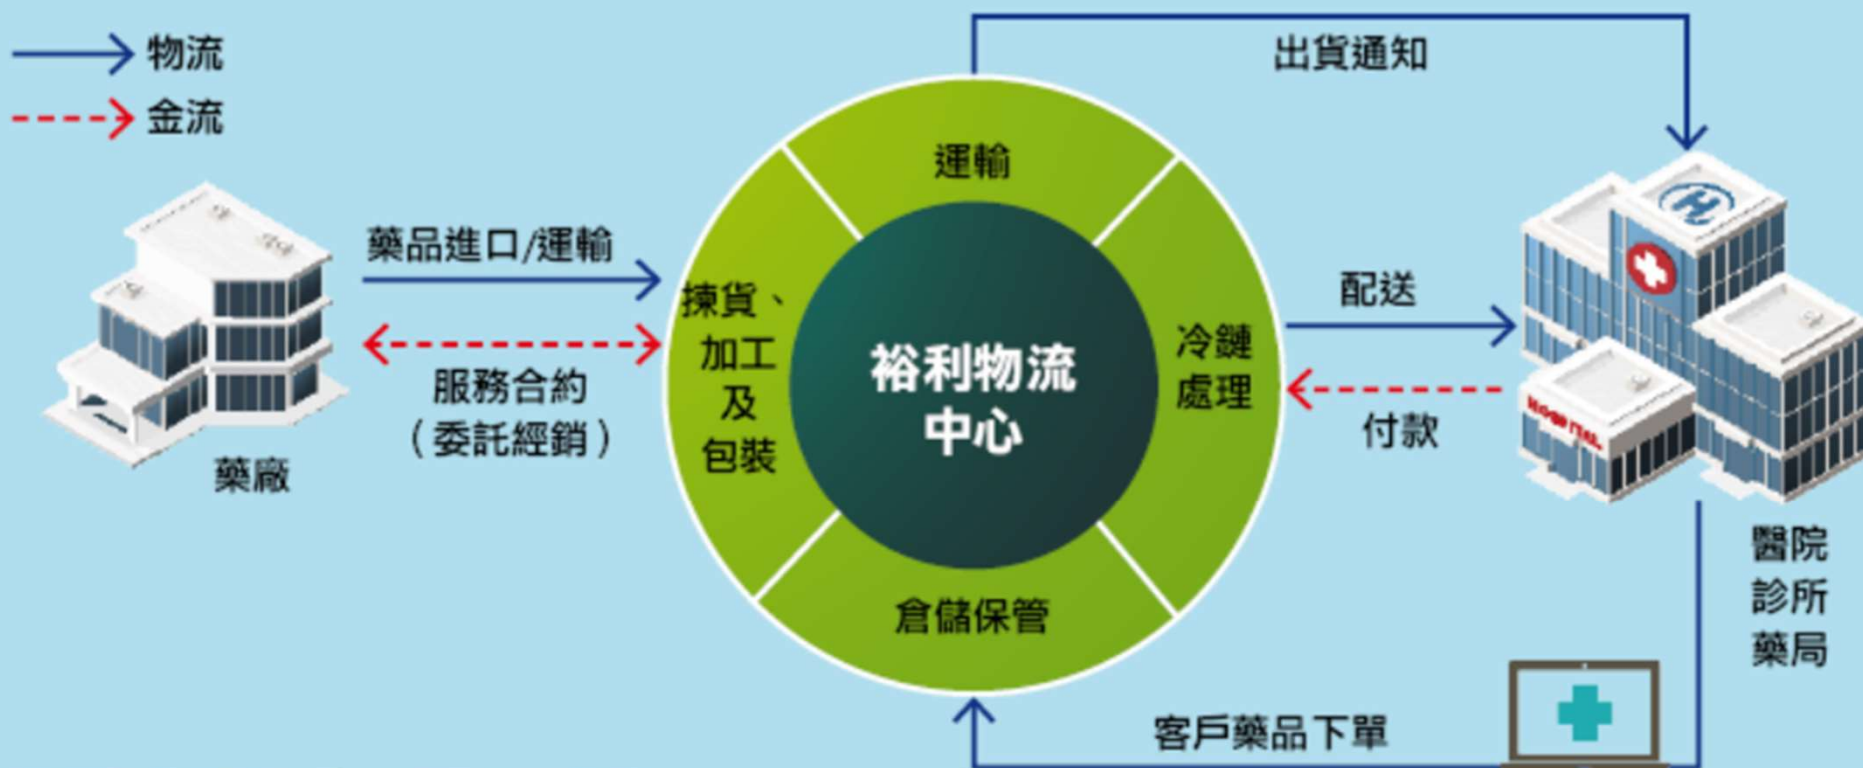 物流
金流
出貨通知
運輸
藥品進口/運輸
揀貨、
加工
及
包裝
裕利物流
中心
冷鏈
處理
配送
服務合約
(委託經銷)
付款
藥廠
HOSPITAL
H
倉儲保管
醫院
診所
藥局
客戶藥品下單